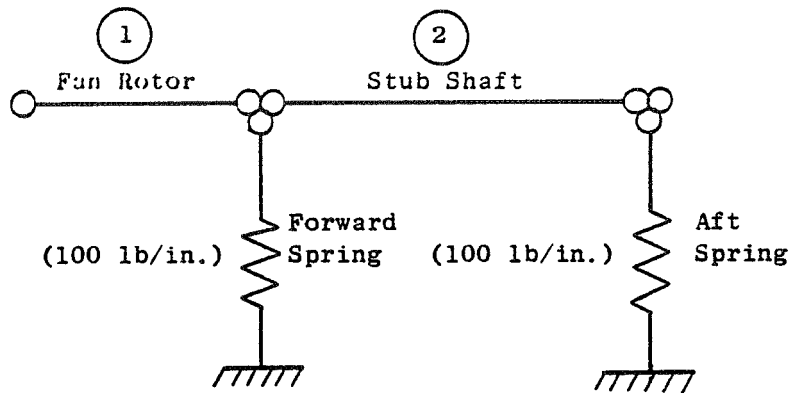 1
2
Fan Rotor
Stub Shaft
Forward
Spring
(100 lb/in.)
Aft
Spring
(100 lb/in.)